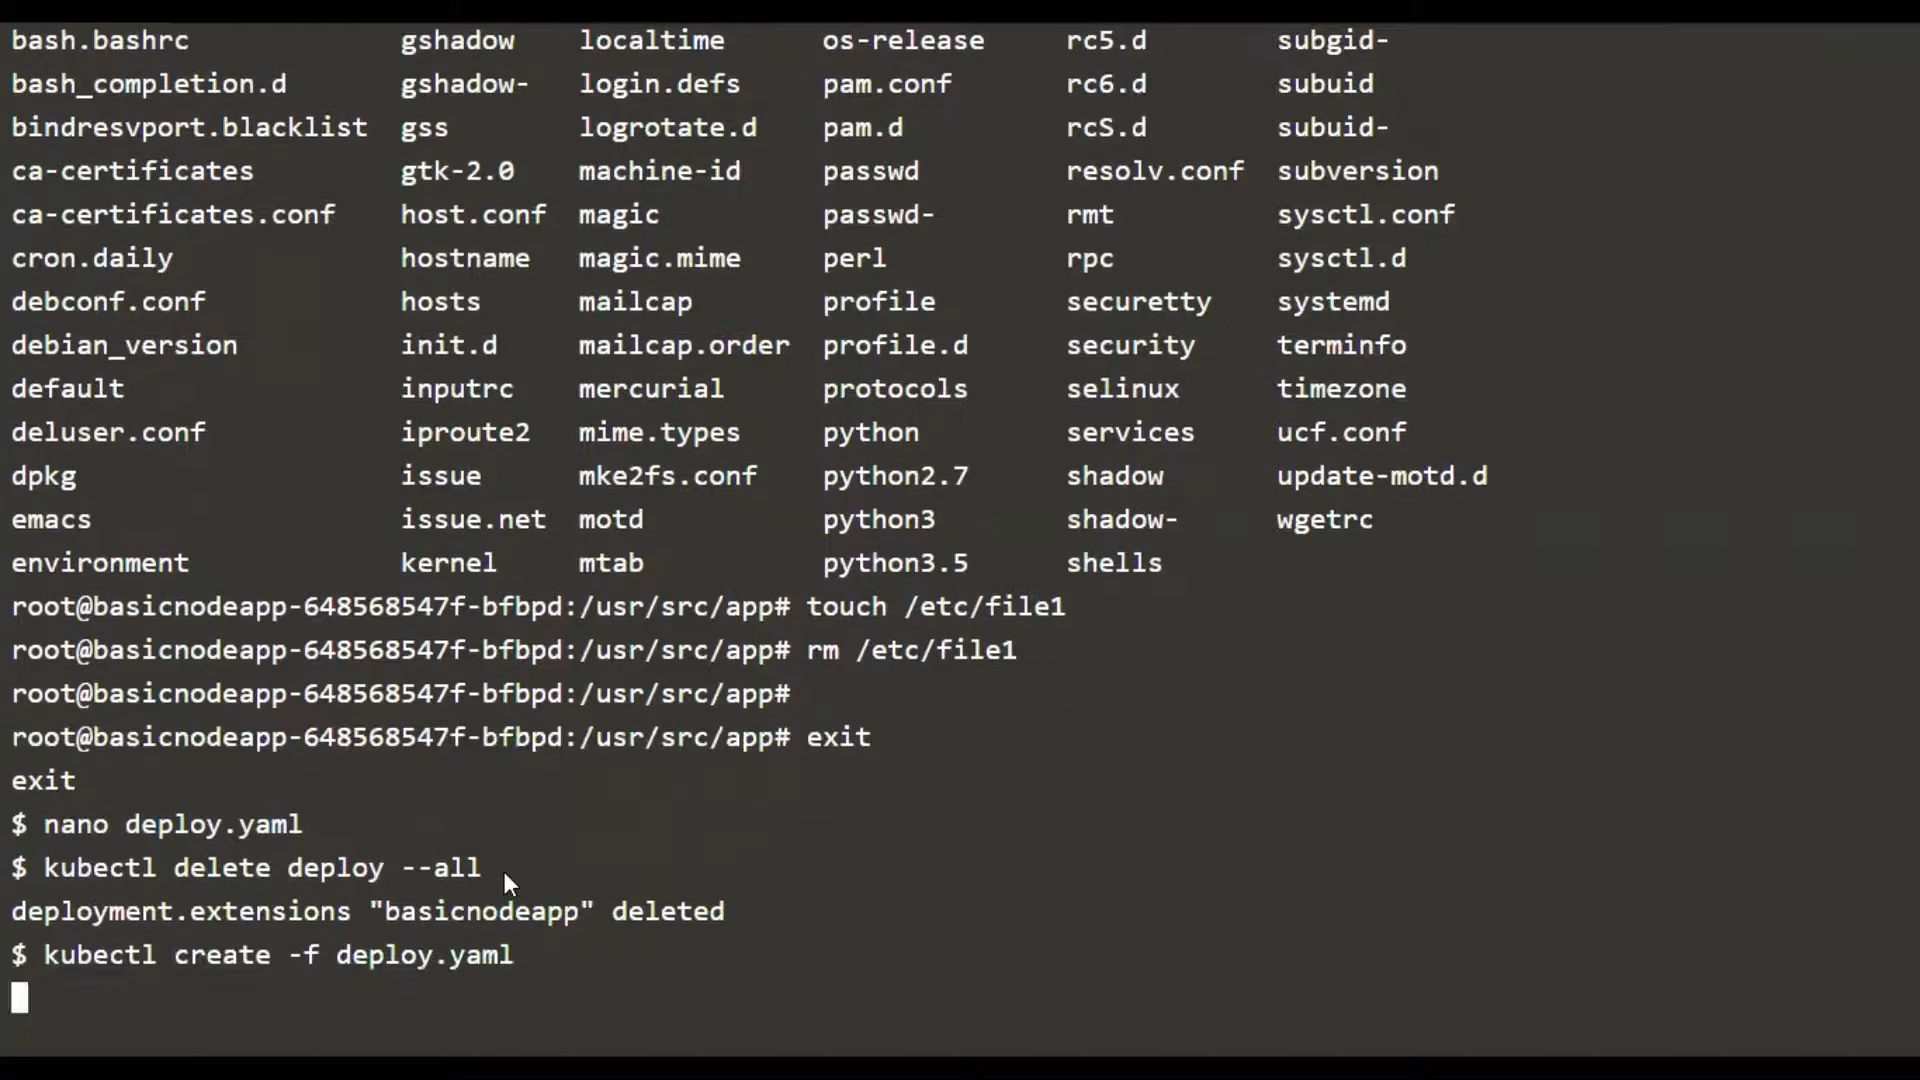 bash.bashrc gshadow localtime os-release rc5.d subgid-
bash_completion.d gshadow- login.defs pam.conf rc6.d subuid
bindresvport.blacklist gss logrotate.d pam.d rcS.d subuid-
ca-certificates gtk-2.0 machine-id passwd resolv.conf subversion
ca-certificates.conf host.conf magic passwd- rmt sysctl.conf
cron.daily hostname magic.mime perl rpc sysctl.d
debconf.conf hosts mailcap profile securetty systemd
debian_version init.d mailcap.order profile.d security terminfo
default inputrc mercurial protocols selinux timezone
deluser.conf iproute2 mime.types python services ucf.conf
dpkg issue mke2fs.conf python2.7 shadow update-motd.d
emacs issue.net motd python3 shadow- wgetrc
environment kernel mtab python3.5 shells
root@basicnodeapp-648568547f-bfbpd:/usr/src/app# touch /etc/file1
root@basicnodeapp-648568547f-bfbpd:/usr/src/app# rm /etc/file1
root@basicnodeapp-648568547f-bfbpd:/usr/src/app#
root@basicnodeapp-648568547f-bfbpd:/usr/src/app# exit
exit
$ nano deploy.yaml
$ kubectl delete deploy --all
deployment.extensions "basicnodeapp" deleted
$ kubectl create -f deploy.yaml